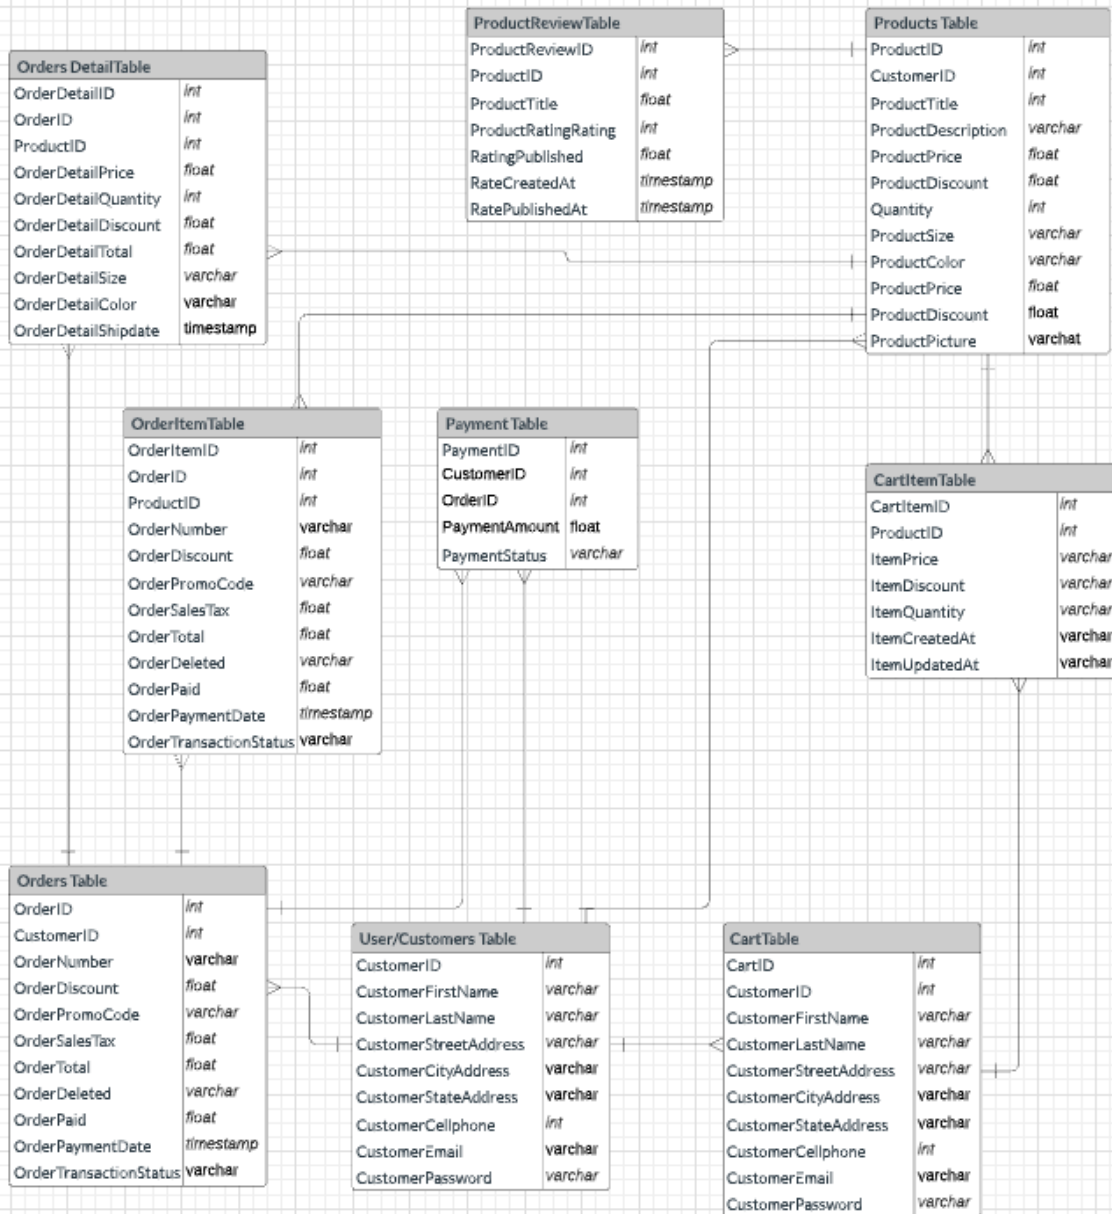 ProductReviewTable
ProductReviewID int
ProductID int
ProductTitle float
ProductRatingRating int
RatingPublished float
RateCreatedAt timestamp
RatePublishedAt timestamp
Products Table
ProductID int
CustomerID int
ProductTitle int
ProductDescription varchar
ProductPrice float
ProductDiscount float
Quantity int
ProductSize varchar
ProductColor varchar
ProductPrice float
ProductDiscount float
ProductPicture varchat
Orders DetailTable
OrderDetailID int
OrderID int
ProductID int
OrderDetailPrice float
OrderDetailQuantity int
OrderDetailDiscount float
OrderDetailTotal float
OrderDetailSize varchar
OrderDetailColor varchar
OrderDetailShipdate timestamp
OrderItemTable
OrderItemID int
OrderID int
ProductID int
OrderNumber varchar
OrderDiscount float
OrderPromoCode varchar
OrderSalesTax float
OrderTotal float
OrderDeleted varchar
OrderPaid float
OrderPaymentDate timestamp
OrderTransactionStatus varchar
Payment Table
PaymentID int
CustomerID int
OrderID int
PaymentAmount float
PaymentStatus varchar
CartItemTable
CartItemID int
ProductID int
ItemPrice varchar
ItemDiscount varchar
ItemQuantity varchar
ItemCreatedAt varchar
ItemUpdatedAt varchar
Orders Table
OrderID int
CustomerID int
OrderNumber varchar
OrderDiscount float
OrderPromoCode varchar
OrderSalesTax float
OrderTotal float
OrderDeleted varchar
OrderPaid float
OrderPaymentDate timestamp
OrderTransactionStatus varchar
User/Customers Table
CustomerID int
CustomerFirstName varchar
CustomerLastName varchar
CustomerStreetAddress varchar
CustomerCityAddress varchar
CustomerStateAddress varchar
CustomerCellphone int
CustomerEmail varchar
CustomerPassword varchar
CartTable
CartID int
CustomerID int
CustomerFirstName varchar
CustomerLastName varchar
CustomerStreetAddress varchar
CustomerCityAddress varchar
CustomerStateAddress varchar
CustomerCellphone int
CustomerEmail varchar
CustomerPassword varchar